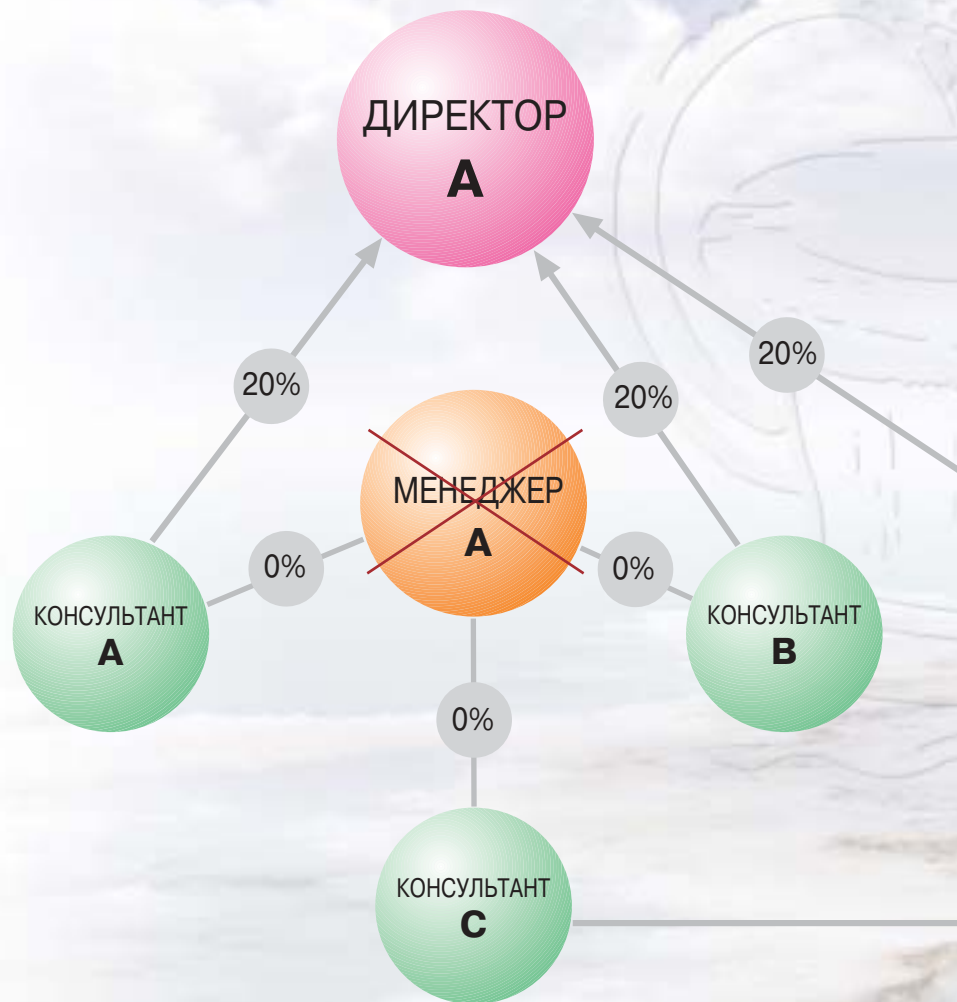 ДИРЕКТОР
А
20%
20%
20%
МЕНЕДЖЕР
А
0%
0%
КОНСУЛЬТАНТ
А
КОНСУЛЬТАНТ
В
0%
КОНСУЛЬТАНТ
С